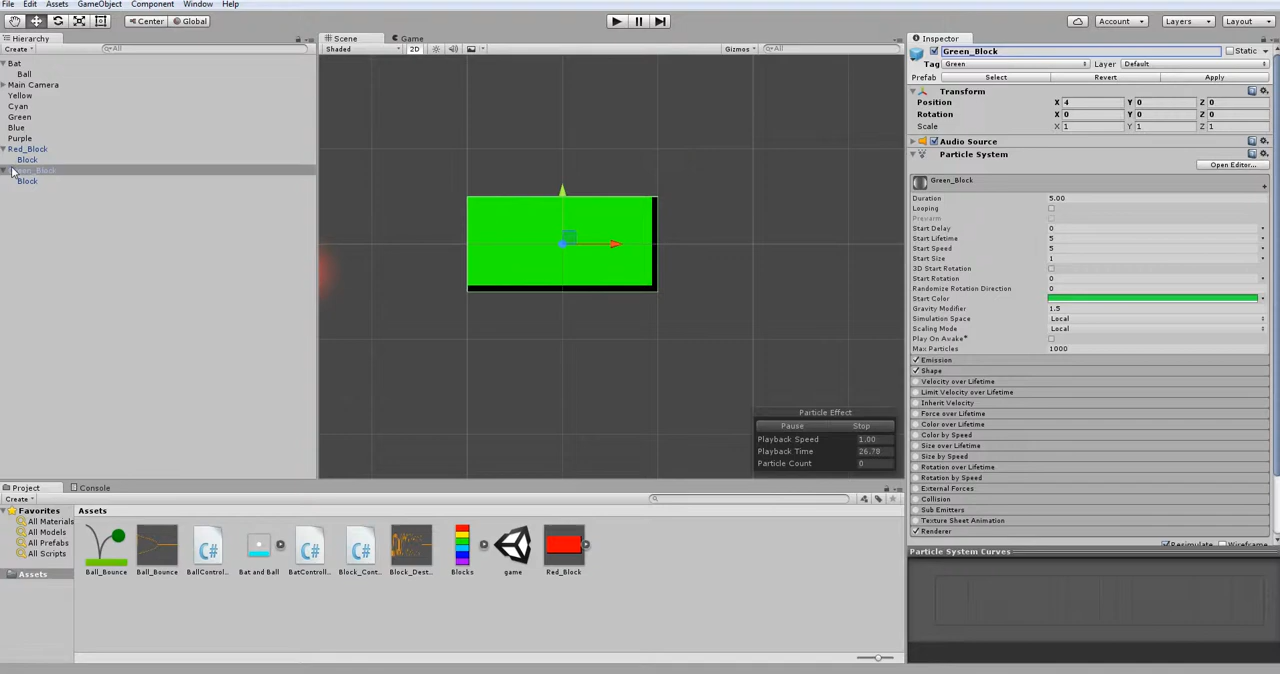 File Edit Assets GameObject Component Window Help
Center Global Account Layers Layout
Hierarchy
Create All
Bat
Ball
Main Camera
Yellow
Cyan
Green
Blue
Purple
Red_Block
Block
Block
Scene Game
Shaded 2D Gizmos All
Particle Effect
Pause Stop
Playback Speed 1.00
Playback Time 26.78
Particle Count 0
Inspector
Green_Block Static
Tag Green Layer Default
Prefab Select Revert Apply
Transform
Position X 4 Y 0 Z 0
Rotation X 0 Y 0 Z 0
Scale X 1 Y 1 Z 1
Audio Source
Particle System
Open Editor...
Green_Block
Duration 5.00
Looping
Prewarm
Start Delay 0
Start Lifetime 5
Start Speed 5
Start Size 1
3D Start Rotation
Start Rotation 0
Randomize Rotation Direction 0
Start Color
Gravity Modifier 1.5
Simulation Space Local
Scaling Mode Local
Play On Awake*
Max Particles 1000
Emission
Shape
Velocity over Lifetime
Limit Velocity over Lifetime
Inherit Velocity
Force over Lifetime
Color over Lifetime
Color by Speed
Size over Lifetime
Size by Speed
Rotation over Lifetime
Rotation by Speed
External Forces
Collision
Sub Emitters
Texture Sheet Animation
Renderer
Resimulate Wireframe
Particle System Curves
Project Console
Create
Favorites
All Materials
All Models
All Prefabs
All Scripts
Assets
Assets
Ball_Bounce Ball_Bounce BallControl... Bat and Ball BatControll... Block_Cont... Block_Dest... Blocks game Red_Block